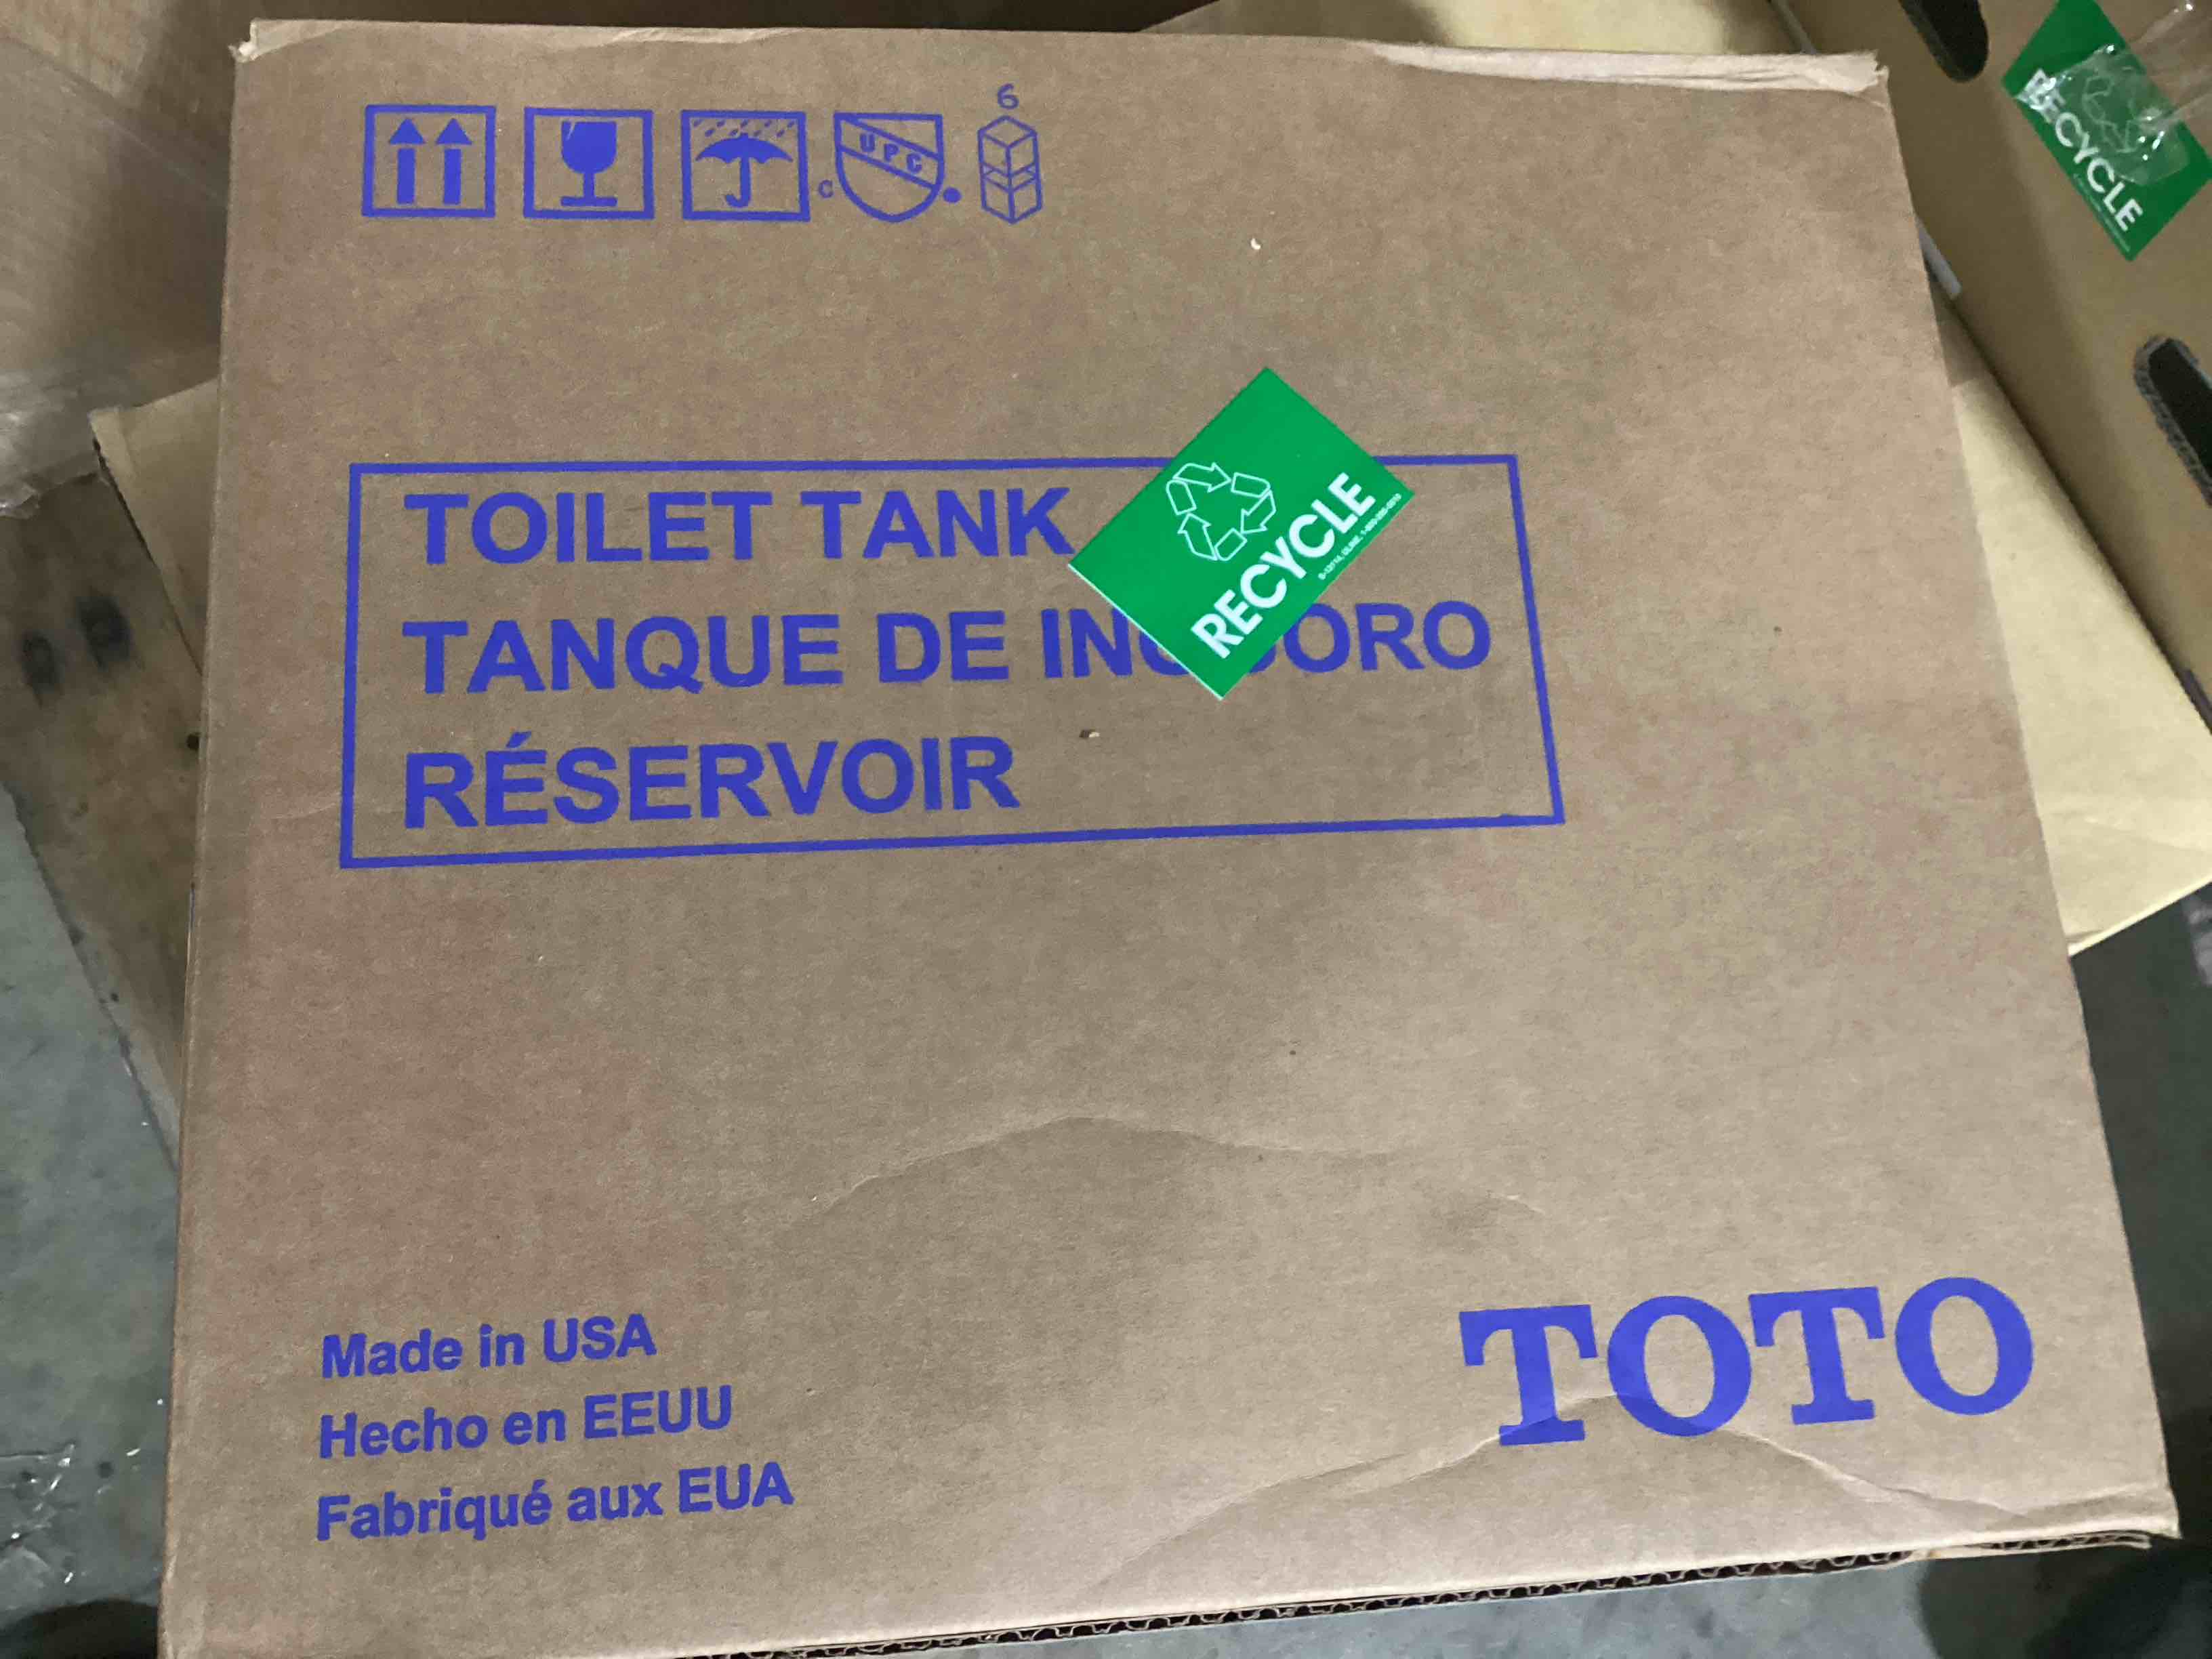 6
c UPC
TOILET TANK
TANQUE DE ORO
RÉSERVOIR
RECYCLE
RECYCLE
Made in USA
Hecho en EEUU
Fabriqué aux EUA
TOTO